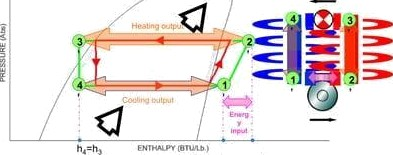 PRESSURE (Abs)
Heating output
3
2
4
1
Cooling output
Energ
y
input
h₄=h₃
ENTHALPY (BTU/Lb.)
4
3
1
2